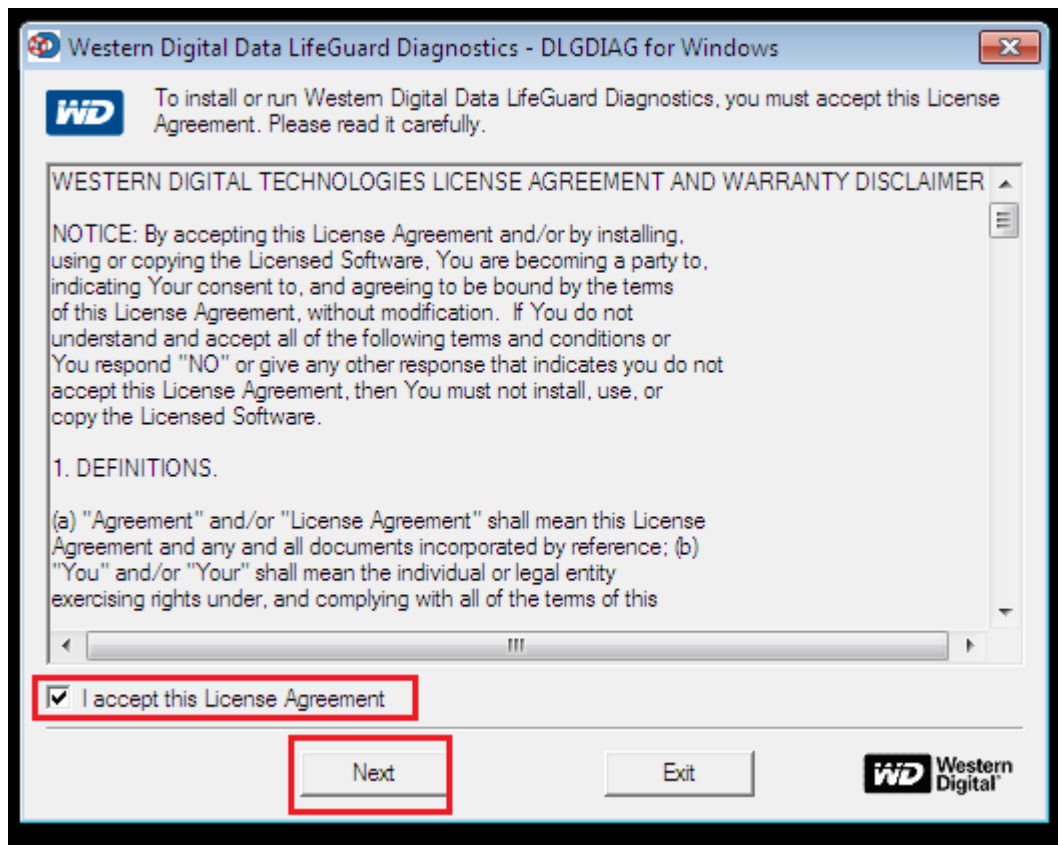 Western Digital Data LifeGuard Diagnostics - DLGDIAG for Windows
WD
To install or run Western Digital Data LifeGuard Diagnostics, you must accept this License
Agreement. Please read it carefully.
WESTERN DIGITAL TECHNOLOGIES LICENSE AGREEMENT AND WARRANTY DISCLAIMER
NOTICE: By accepting this License Agreement and/or by installing,
using or copying the Licensed Software, You are becoming a party to,
indicating Your consent to, and agreeing to be bound by the terms
of this License Agreement, without modification.  If You do not
understand and accept all of the following terms and conditions or
You respond "NO" or give any other response that indicates you do not
accept this License Agreement, then You must not install, use, or
copy the Licensed Software.
1. DEFINITIONS.
(a) "Agreement" and/or "License Agreement" shall mean this License
Agreement and any and all documents incorporated by reference; (b)
"You" and/or "Your" shall mean the individual or legal entity
exercising rights under, and complying with all of the terms of this
I accept this License Agreement
Next
Exit
WD Western
Digital